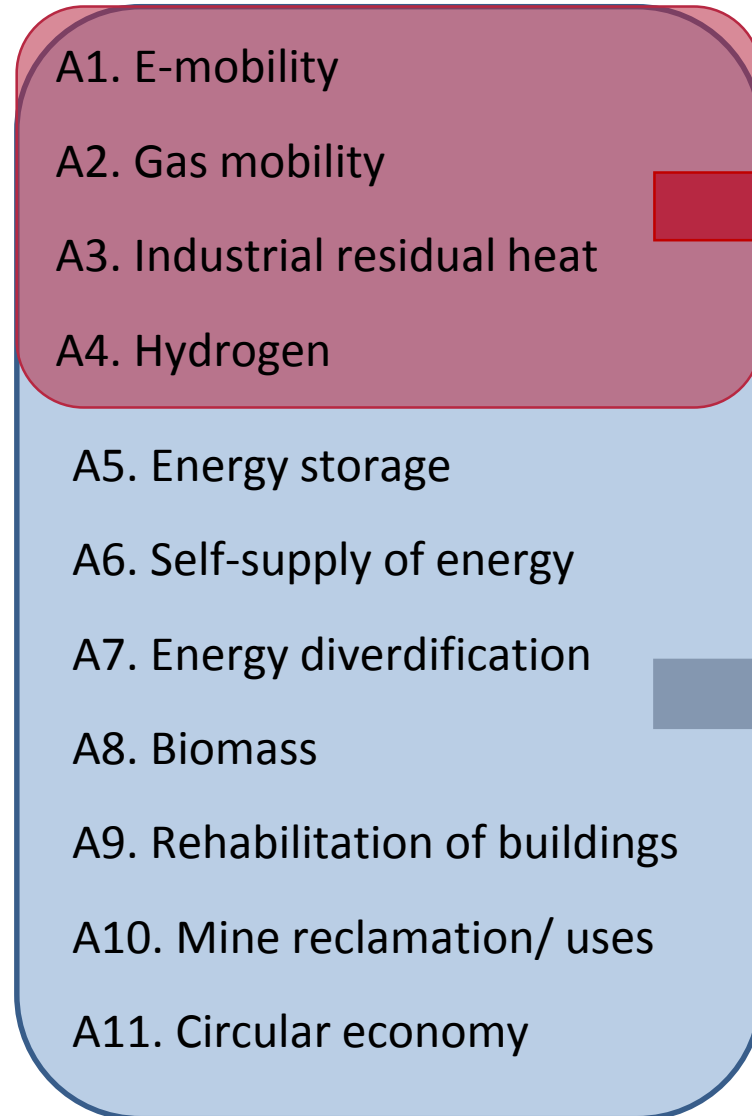 A1. E-mobility
A2. Gas mobility
A3. Industrial residual heat
A4. Hydrogen
A5. Energy storage
A6. Self-supply of energy
A7. Energy diverdification
A8. Biomass
A9. Rehabilitation of buildings
A10. Mine reclamation/ uses
A11. Circular economy